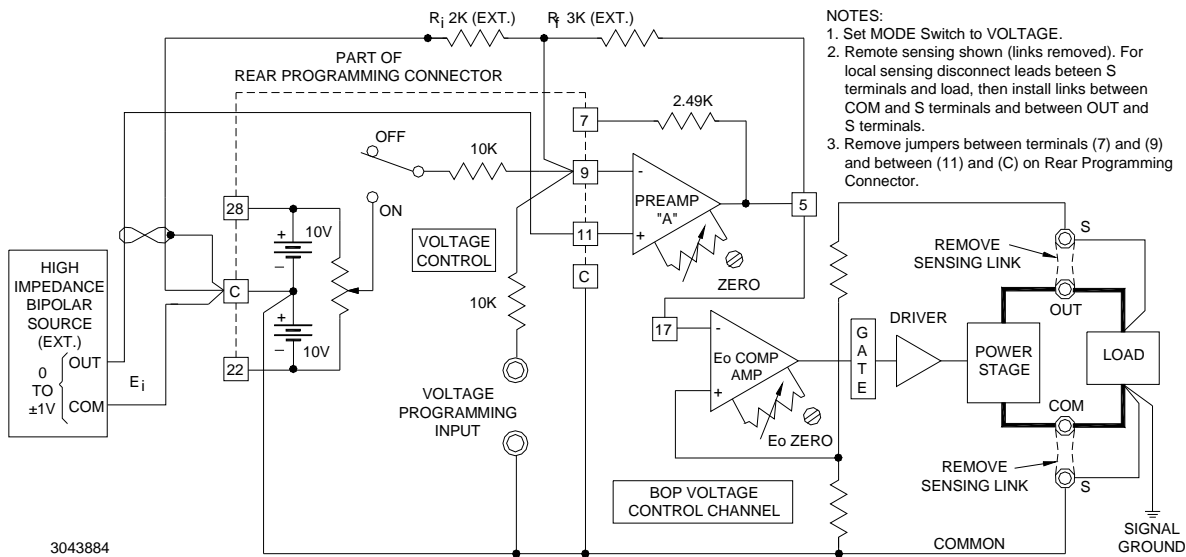 R i 2K (EXT.)
R f 3K (EXT.)
NOTES:
1. Set MODE Switch to VOLTAGE.
2. Remote sensing shown (links removed). For
local sensing disconnect leads beteen S
terminals and load, then install links between
COM and S terminals and between OUT and
S terminals.
3. Remove jumpers between terminals (7) and (9)
and between (11) and (C) on Rear Programming
Connector.
PART OF
REAR PROGRAMMING CONNECTOR
7
2.49K
OFF
10K
9
-
PREAMP
"A"
5
28
ON
11
+
S
+
10V
–
VOLTAGE
CONTROL
REMOVE
SENSING LINK
HIGH
IMPEDANCE
BIPOLAR
SOURCE
(EXT.)
C
C
ZERO
10K
OUT
+
10V
–
17
-
DRIVER
22
OUT
0
TO
±1V
COM
E i
Eo COMP
AMP
+
GATE
POWER
STAGE
LOAD
VOLTAGE
PROGRAMMING
INPUT
Eo ZERO
COM
REMOVE
SENSING LINK
S
BOP VOLTAGE
CONTROL CHANNEL
COMMON
SIGNAL
GROUND
3043884